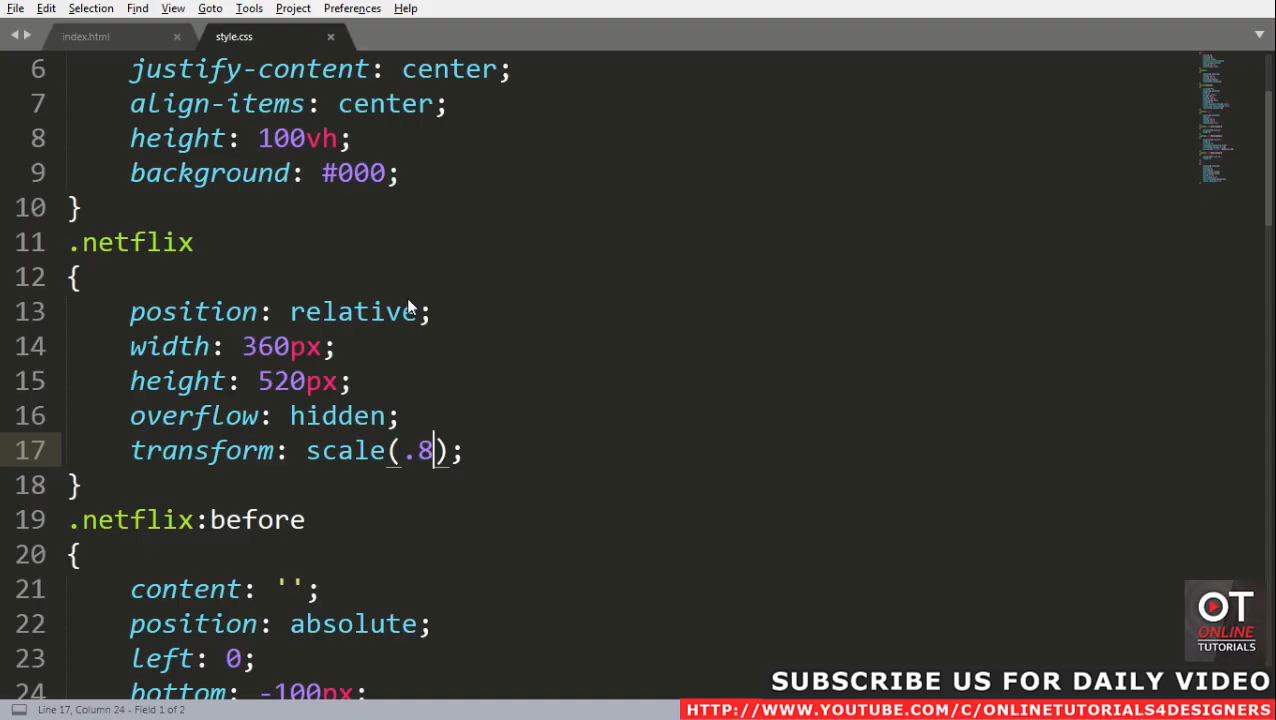 File Edit Selection Find View Goto Tools Project Preferences Help
index.html × style.css ×
6 justify-content: center;
7 align-items: center;
8 height: 100vh;
9 background: #000;
10 }
11 .netflix
12 {
13 position: relative;
14 width: 360px;
15 height: 520px;
16 overflow: hidden;
17 transform: scale(.8);
18 }
19 .netflix:before
20 {
21 content: '';
22 position: absolute;
23 left: 0;
24 bottom: -100px;
OT
ONLINE
TUTORIALS
SUBSCRIBE US FOR DAILY VIDEO
Line 17, Column 24 - Field 1 of 2
HTTP://WWW.YOUTUBE.COM/C/ONLINETUTORIALS4DESIGNERS